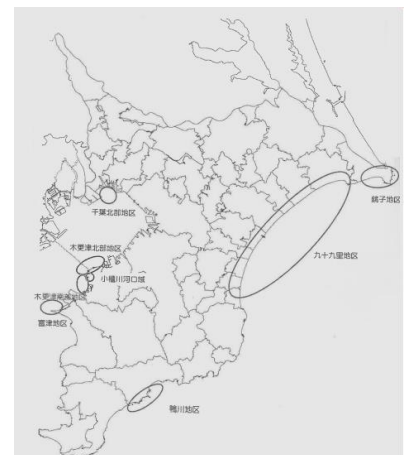 銚子地区
千葉北部地区
木更津北部地区
九十九里地区
小櫃川河口域
木更津南部地区
富津地区
鴨川地区